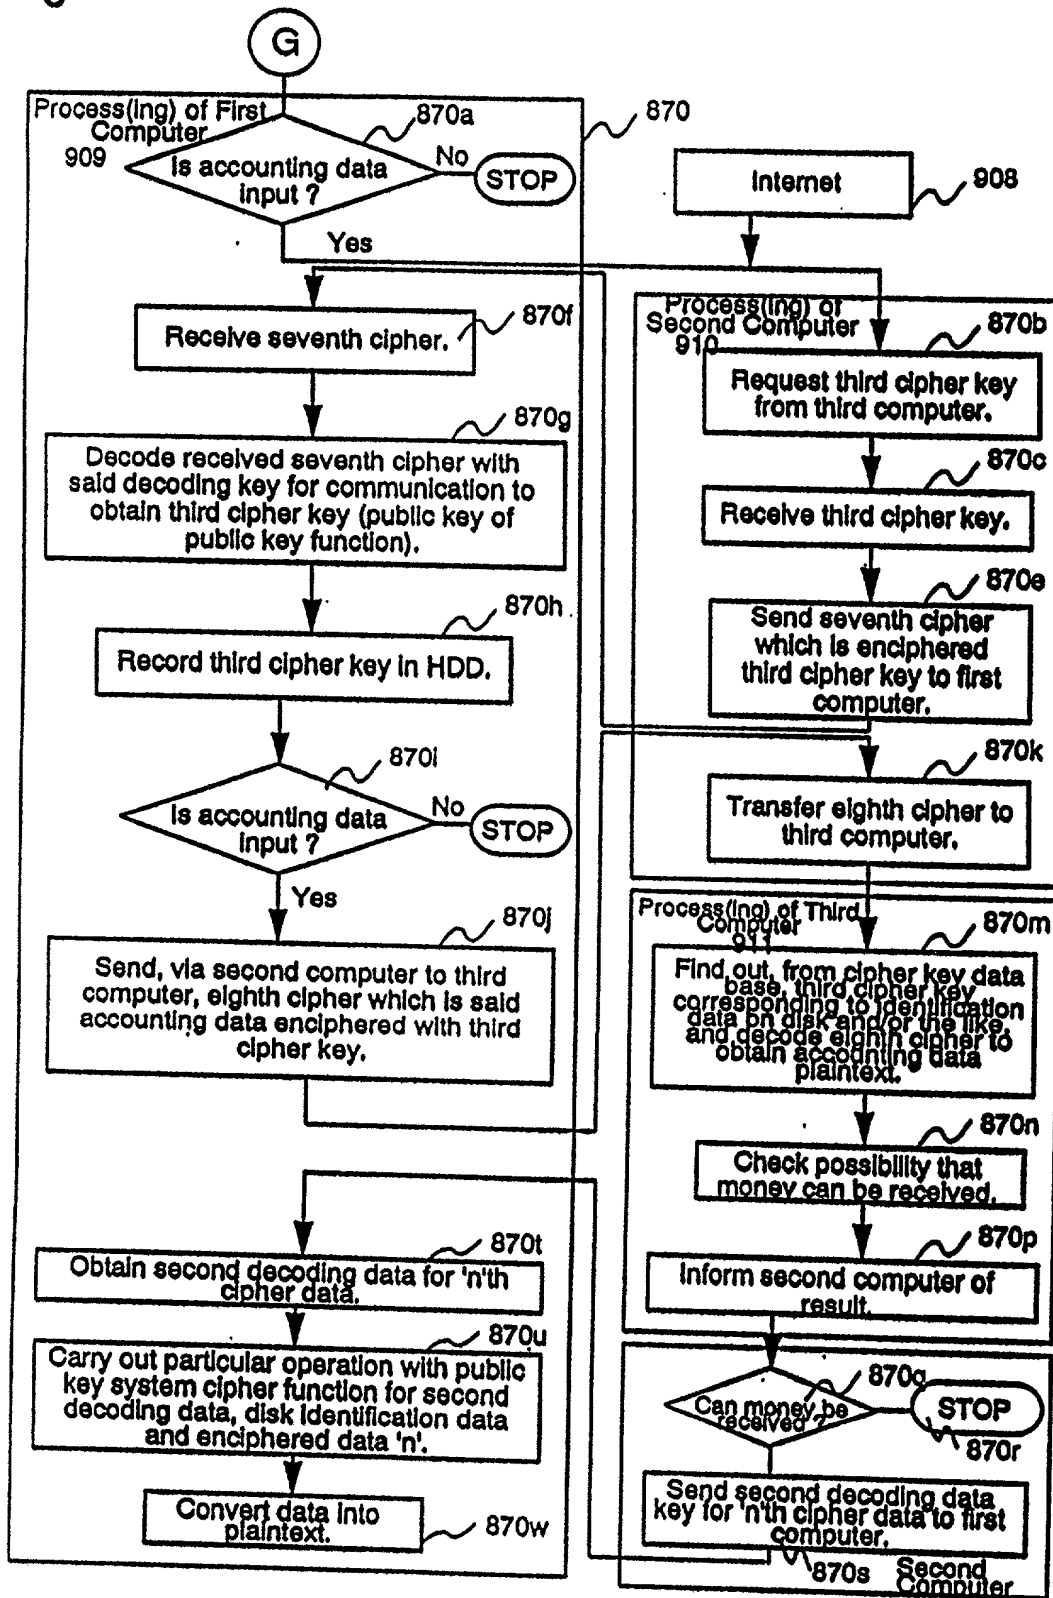 G
Process(ing) of First
Computer
909
870a
870
Is accounting data
input ?
No
STOP
Yes
Internet
908
Receive seventh cipher.
870f
Process(ing) of
Second Computer
910
870b
Request third cipher key
from third computer.
870g
Decode received seventh cipher with
said decoding key for communication to
obtain third cipher key (public key of
public key function).
870c
Receive third cipher key.
870e
Send seventh cipher
which is enciphered
third cipher key to first
computer.
870h
Record third cipher key in HDD.
870i
Is accounting data
input ?
No
STOP
Yes
870k
Transfer eighth cipher to
third computer.
870j
Send, via second computer to third
computer, eighth cipher which is said
accounting data enciphered with third
cipher key.
Process(ing) of Third
Computer
911
870m
Find out, from cipher key data
base, third cipher key
corresponding to identification
data on disk and/or the like,
and decode eighth cipher to
obtain accounting data
plaintext.
870n
Check possibility that
money can be received.
870p
Inform second computer of
result.
870t
Obtain second decoding data for 'n'th
cipher data.
870u
Carry out particular operation with public
key system cipher function for second
decoding data, disk identification data
and enciphered data 'n'.
870q
Can money be
received ?
STOP
870r
Convert data into
plaintext.
870w
Send second decoding data
key for 'n'th cipher data to first
computer.
870s
Second
Computer